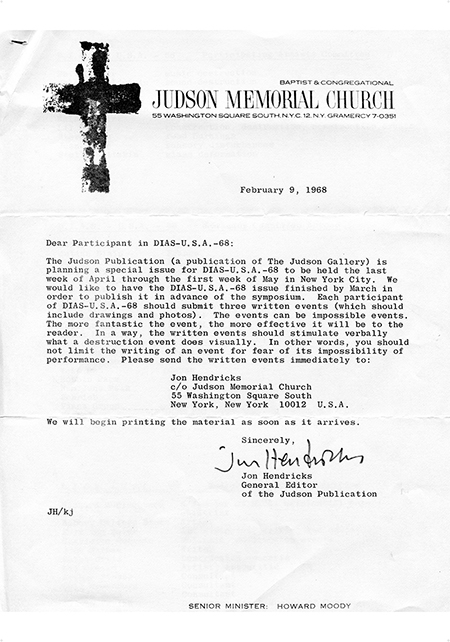 BAPTIST & CONGREGATIONAL
JUDSON MEMORIAL CHURCH
55 WASHINGTON SQUARE SOUTH, N.Y.C. 12, N.Y. GRAMERCY 7-0351
February 9, 1968
Dear Participant in DIAS-U.S.A.-68:
The Judson Publication (a publication of The Judson Gallery) is
planning a special issue for DIAS-U.S.A.-68 to be held the last
week of April through the first week of May in New York City. We
would like to have the DIAS-U.S.A.-68 issue finished by March in
order to publish it in advance of the symposium. Each participant
of DIAS-U.S.A.-68 should submit three written events (which should
include drawings and photos). The events can be impossible events.
The more fantastic the event, the more effective it will be to the
reader. In a way, the written events should stimulate verbally
what a destruction event does visually. In other words, you should
not limit the writing of an event for fear of its impossibility of
performance. Please send the written events immediately to:
Jon Hendricks
c/o Judson Memorial Church
55 Washington Square South
New York, New York 10012 U.S.A.
We will begin printing the material as soon as it arrives.
Sincerely,
Jon Hendricks
Jon Hendricks
General Editor
of the Judson Publication
JH/kj
SENIOR MINISTER: HOWARD MOODY